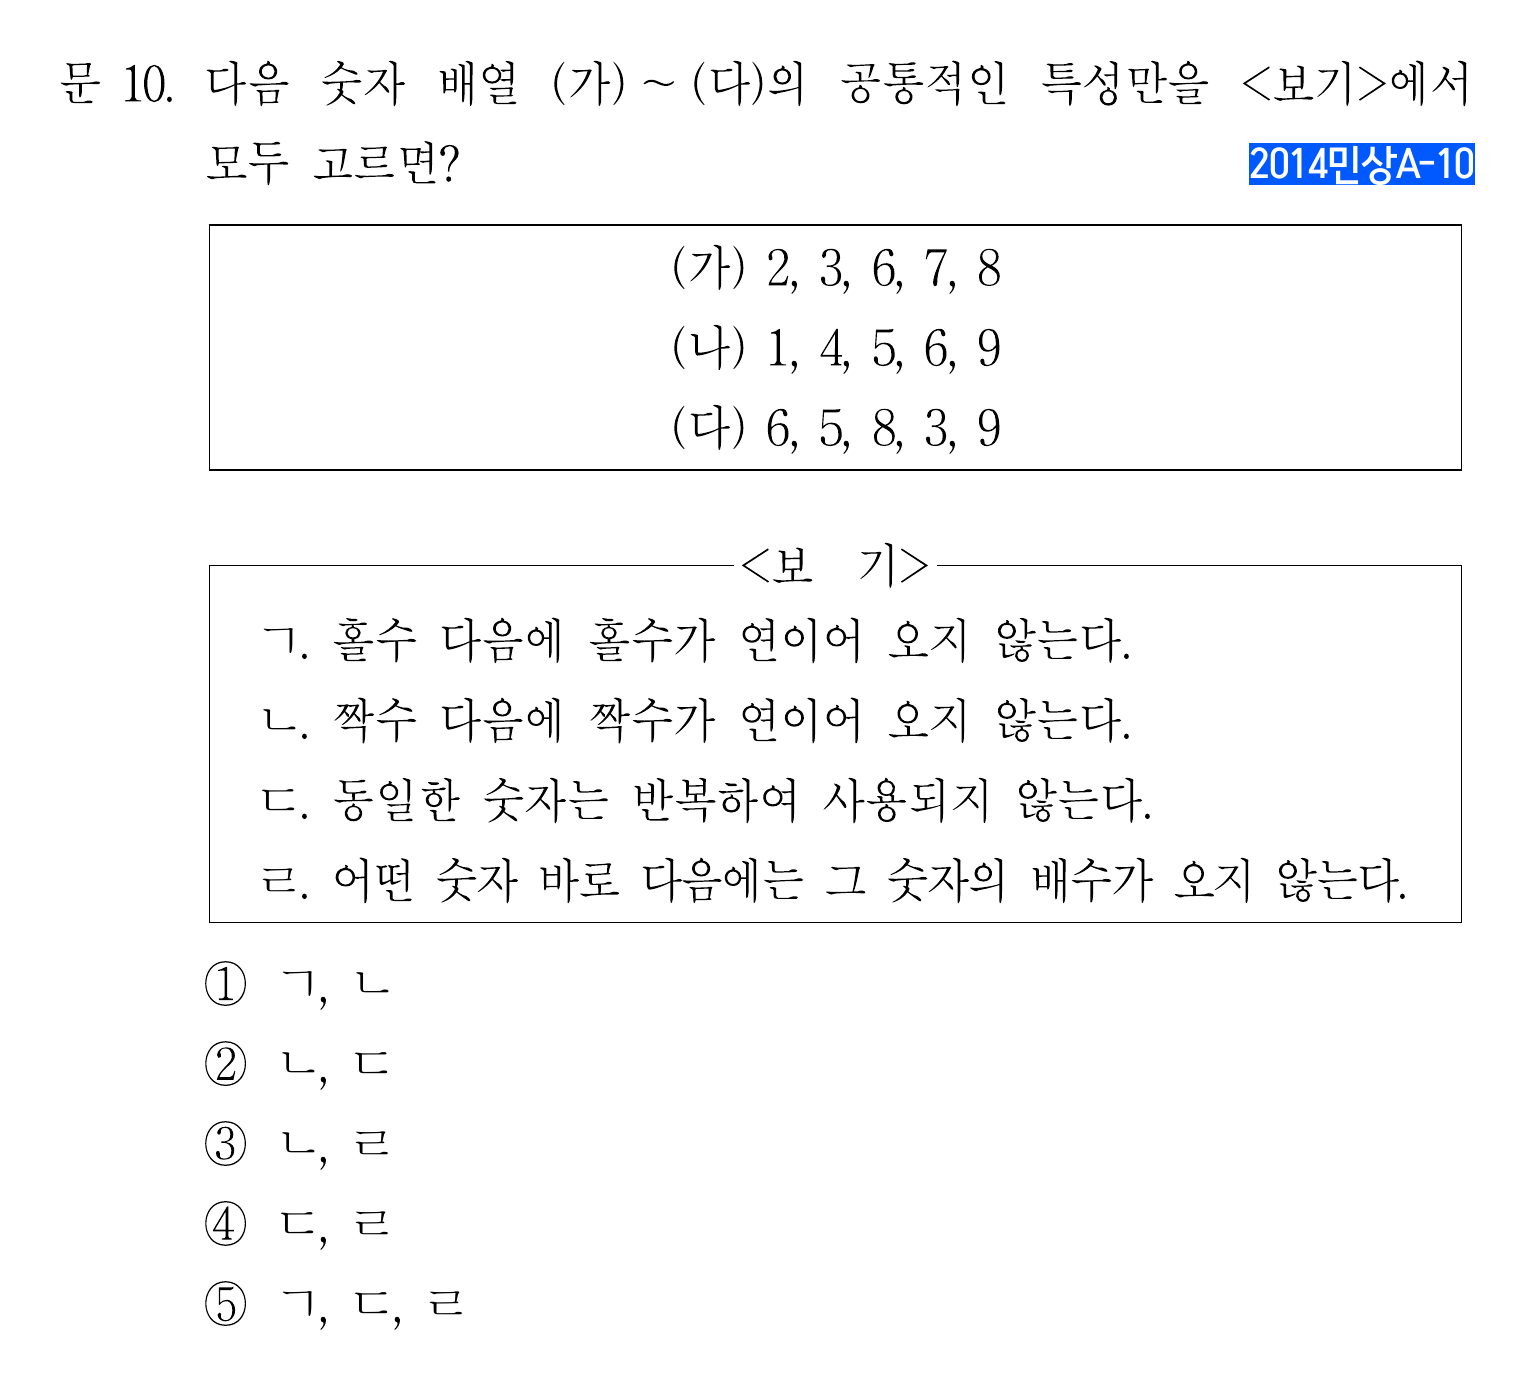 문 10. 다음 숫자 배열 (가) ~ (다)의 공통적인 특성만을 <보기>에서
모두 고르면?
2014민상A-10
(가) 2, 3, 6, 7, 8
(나) 1, 4, 5, 6, 9
(다) 6, 5, 8, 3, 9
<보 기>
ㄱ. 홀수 다음에 홀수가 연이어 오지 않는다.
ㄴ. 짝수 다음에 짝수가 연이어 오지 않는다.
ㄷ. 동일한 숫자는 반복하여 사용되지 않는다.
ㄹ. 어떤 숫자 바로 다음에는 그 숫자의 배수가 오지 않는다.
① ㄱ, ㄴ
② ㄴ, ㄷ
③ ㄴ, ㄹ
④ ㄷ, ㄹ
⑤ ㄱ, ㄷ, ㄹ